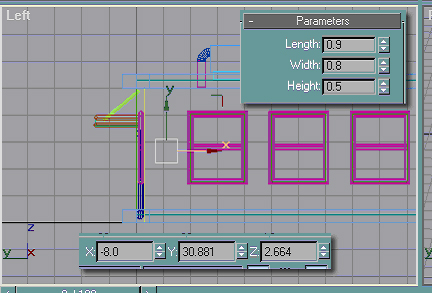 Left
- Parameters
Length: 0.9
Width: 0.8
Height: 0.5
y
x
z
y x
X: -8.0 Y: 30.881 Z: 2.664